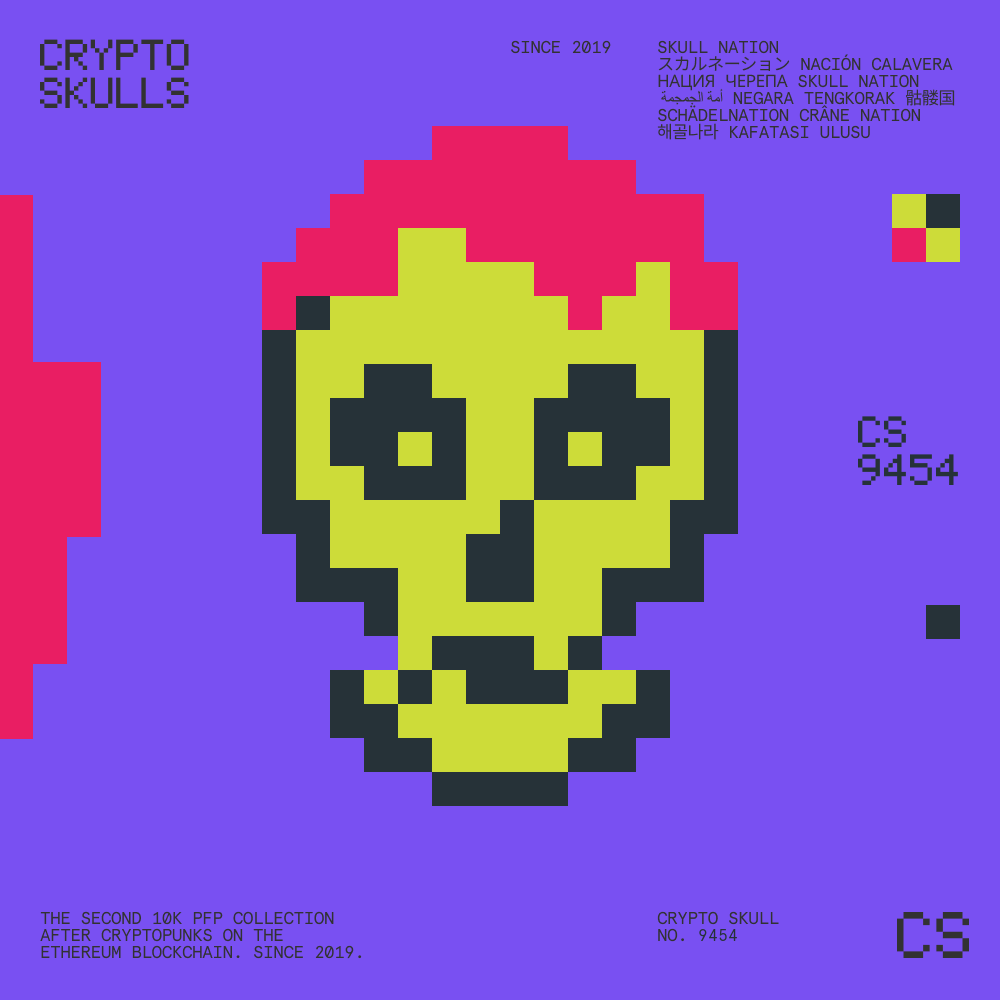 CRYPTO
SKULLS
SINCE 2019
SKULL NATION
スカルネーション NACIÓN CALAVERA
НАЦИЯ ЧЕРЕПА SKULL NATION
أمة الجمجمة NEGARA TENGKORAK 骷髅国
SCHÄDELNATION CRÂNE NATION
해골나라 KAFATASI ULUSU
CS
9454
THE SECOND 10K PFP COLLECTION
AFTER CRYPTOPUNKS ON THE
ETHEREUM BLOCKCHAIN. SINCE 2019.
CRYPTO SKULL
NO. 9454
CS